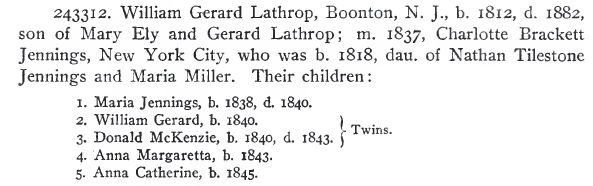 243312. William Gerard Lathrop, Boonton, N. J., b. 1812, d. 1882,
son of Mary Ely and Gerard Lathrop; m. 1837, Charlotte Brackett
Jennings, New York City, who was b. 1818, dau. of Nathan Tilestone
Jennings and Maria Miller. Their children:
1. Maria Jennings, b. 1838, d. 1840.
2. William Gerard, b. 1840.
3. Donald McKenzie, b. 1840, d. 1843. } Twins.
4. Anna Margaretta, b. 1843.
5. Anna Catherine, b. 1845.